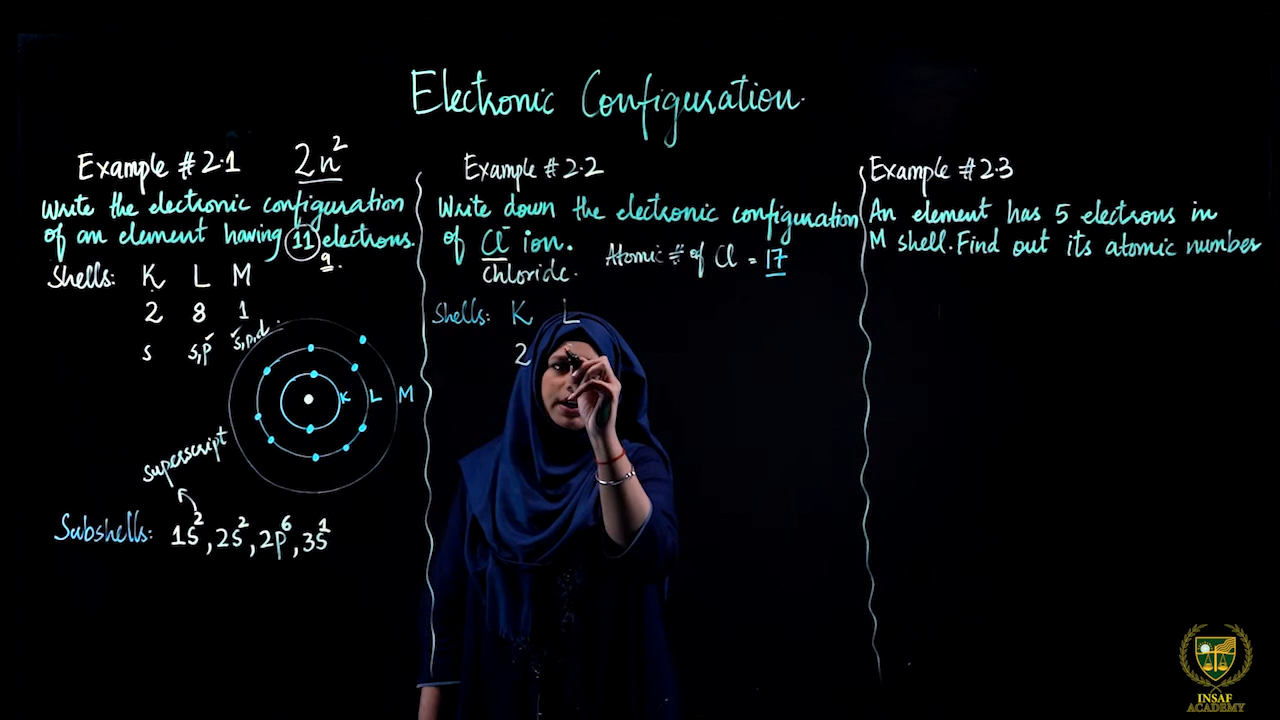 Electronic Configuration
Example # 2.1 2n²
Write the electronic configuration
of an element having 11 electrons.
9.
Shells: K L M
2 8 1
s s,p s,p,d
K L M
Superscript
Subshells: 1s², 2s², 2p⁶, 3s¹
Example # 2.2
Write down the electronic configuration
of Cl⁻ ion. Atomic # of Cl = 17
Chloride.
Shells: K L
2
Example # 2.3
An element has 5 electrons in
M shell. Find out its atomic number
INSAF
ACADEMY